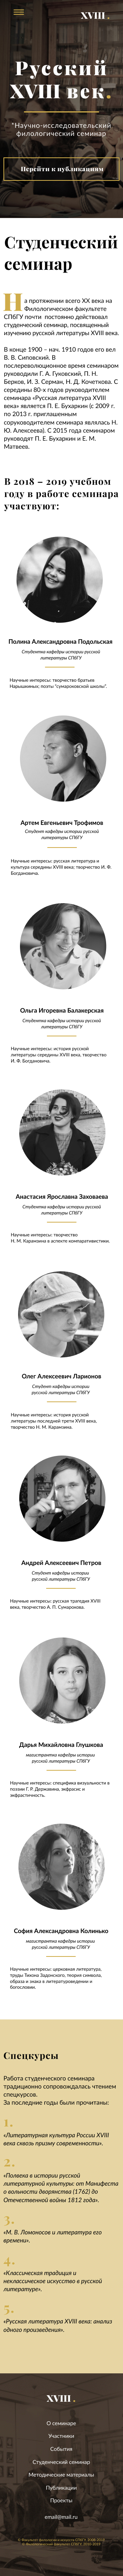 XVIII .
Русский
XVIII век.
"Научно-исследовательский
филологический семинар"
Перейти к публикациям
Студенческий
семинар
На протяжении всего XX века на
Филологическом факультете
СПбГУ почти постоянно действовал
студенческий семинар, посвященный
изучению русской литературы XVIII века.
В конце 1900 – нач. 1910 годов его вел
В. В. Сиповский. В
послереволюционное время семинаром
руководили Г. А. Гуковский, П. Н.
Берков, И. З. Серман, Н. Д. Кочеткова. С
середины 80-х годов руководителем
семинара «Русская литература XVIII
века» является П. Е. Бухаркин (с 2009 г.
по 2013 г. приглашенным
соруководителем семинара являлась Н.
Ю. Алексеева). С 2015 года семинаром
руководят П. Е. Бухаркин и Е. М.
Матвеев.
В 2018 – 2019 учебном
году в работе семинара
участвуют:
Полина Александровна Подольская
Студентка кафедры истории русской
литературы СПбГУ
Научные интересы: творчество братьев
Нарышкиных; поэты "сумароковской школы".
Артем Евгеньевич Трофимов
Студент кафедры истории русской
литературы СПбГУ
Научные интересы: русская литература и
культура середины XVIII века; творчество И. Ф.
Богдановича.
Ольга Игоревна Балакерская
Студентка кафедры истории русской
литературы СПбГУ
Научные интересы: история русской
литературы середины XVIII века, творчество
И. Ф. Богдановича.
Анастасия Ярославна Заховаева
Студентка кафедры истории русской
литературы СПбГУ
Научные интересы: творчество
Н. М. Карамзина в аспекте компаративистики.
Олег Алексеевич Ларионов
Студент кафедры истории
русской литературы СПбГУ
Научные интересы: история русской
литературы последней трети XVIII века,
творчество Н. М. Карамзина.
Андрей Алексеевич Петров
Студент кафедры истории
русской литературы СПбГУ
Научные интересы: русская трагедия XVIII
века, творчество А. П. Сумарокова.
Дарья Михайловна Глушкова
магистрантка кафедры истории
русской литературы СПбГУ
Научные интересы: специфика визуальности в
поэзии Г. Р. Державина, экфрасис и
экфрастичность.
София Александровна Колинько
магистрантка кафедры истории
русской литературы СПбГУ
Научные интересы: церковная литература,
труды Тихона Задонского, теория символа,
образа и знака в литературоведении и
богословии.
Спецкурсы
Работа студенческого семинара
традиционно сопровождалась чтением
спецкурсов.
За последние годы были прочитаны:
1.
«Литературная культура России XVIII
века сквозь призму современности».
2.
«Полвека в истории русской
литературной культуры: от Манифеста
о вольности дворянства (1762) до
Отечественной войны 1812 года».
3.
«М. В. Ломоносов и литература его
времени».
4.
«Классическая традиция и
неклассическое искусство в русской
литературе».
5.
«Русская литература XVIII века: анализ
одного произведения».
XVIII .
О семинаре
Участники
События
Студенческий семинар
Методические материалы
Публикации
Проекты
email@mail.ru